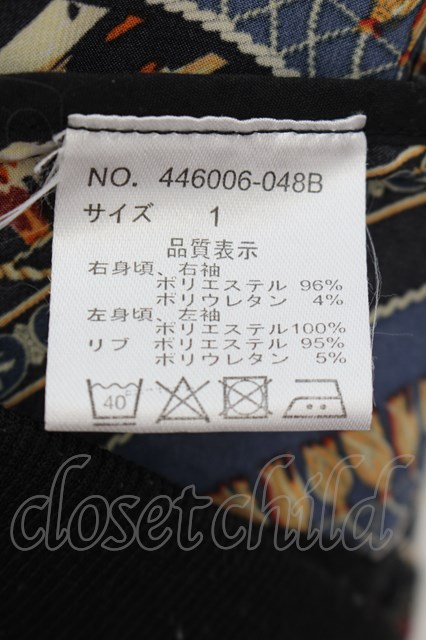 NO. 446006-048B
サイズ 1
品質表示
右身頃、右袖
ポリエステル 96%
ポリウレタン 4%
左身頃、左袖
ポリエステル100%
リブ ポリエステル 95%
ポリウレタン 5%
40
closetchild